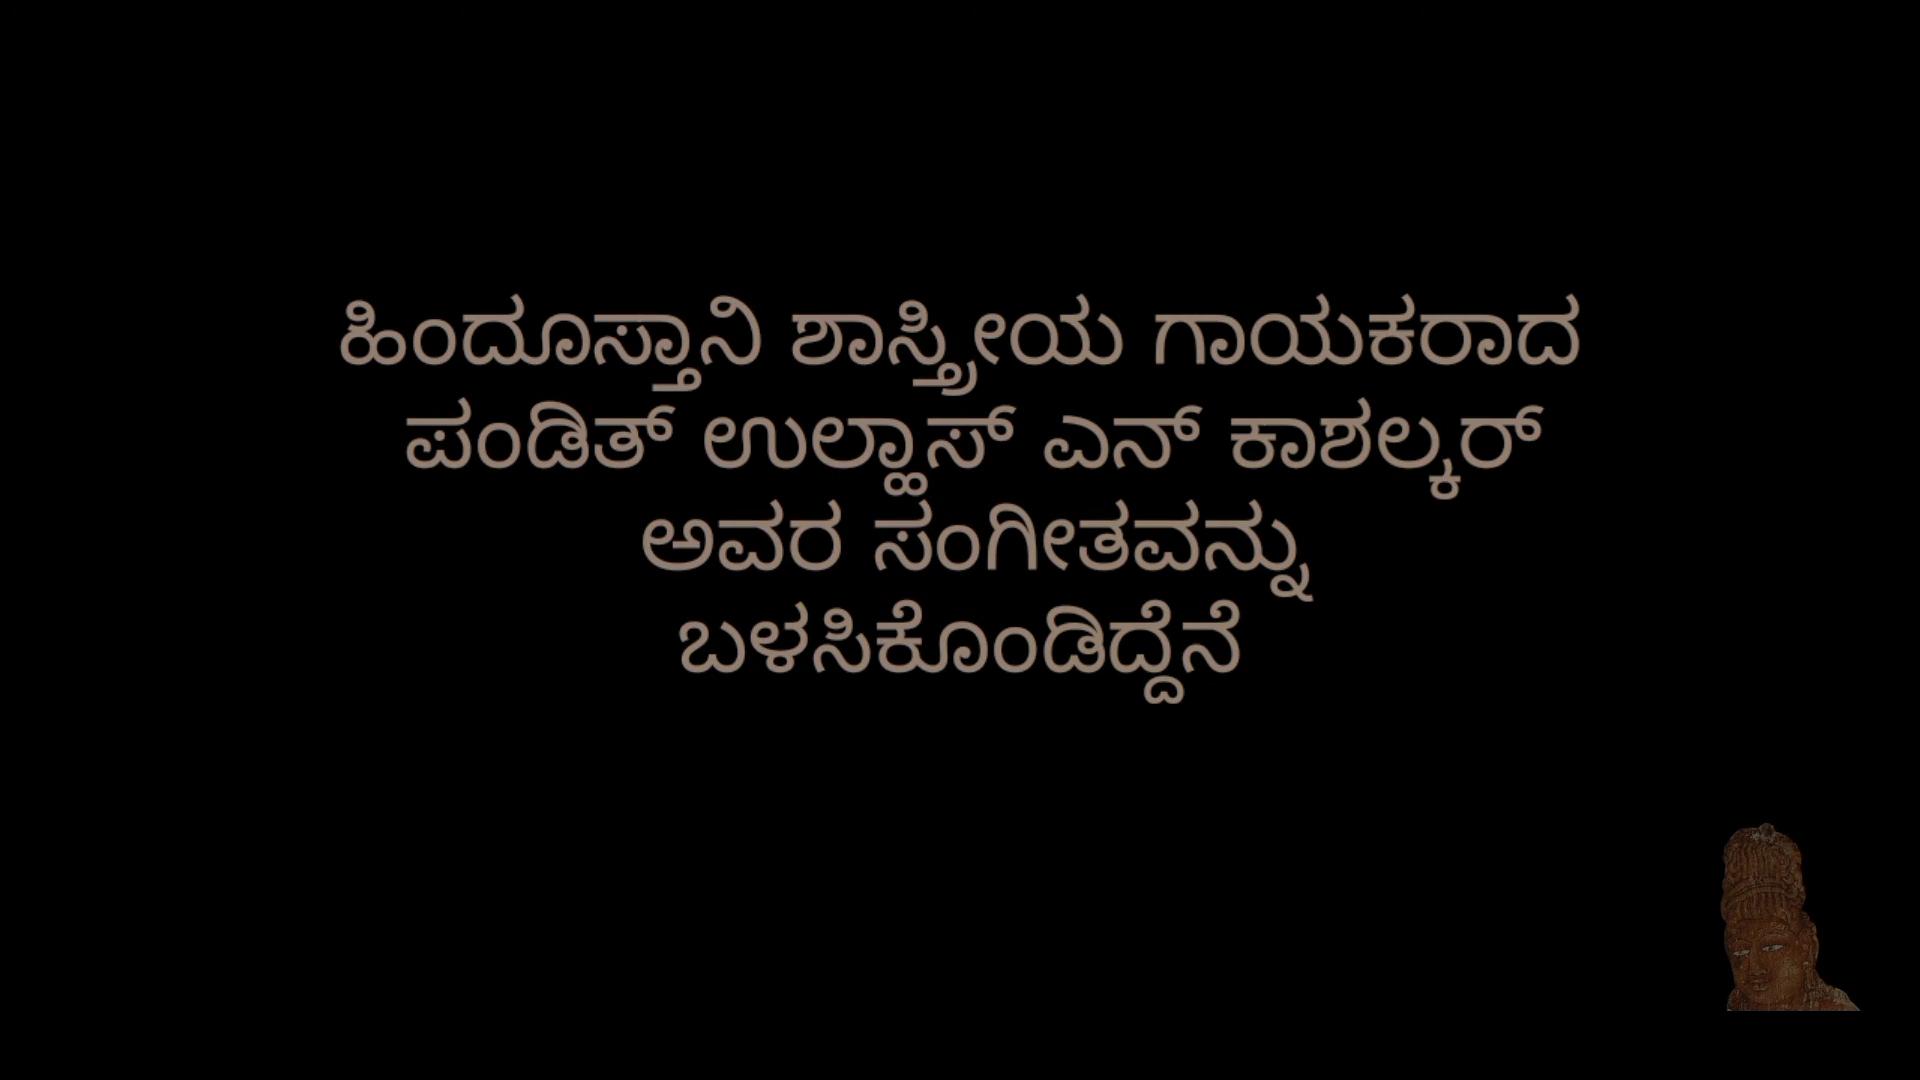 ಹಿಂದೂಸ್ತಾನಿ ಶಾಸ್ತ್ರೀಯ ಗಾಯಕರಾದ
ಪಂಡಿತ್ ಉಲ್ಹಾಸ್ ಎನ್ ಕಾಶಲ್ಕರ್
ಅವರ ಸಂಗೀತವನ್ನು
ಬಳಸಿಕೊಂಡಿದ್ದೆನೆ